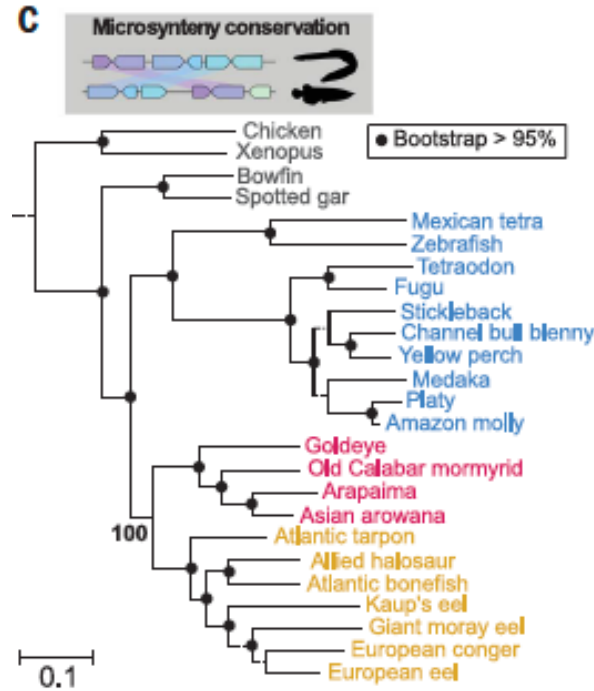 C
Microsynteny conservation
Chicken
Bootstrap > 95%
Xenopus
Bowfin
Spotted gar
Mexican tetra
Zebrafish
Tetraodon
Fugu
Stickleback
Channel bull blenny
Yellow perch
Medaka
Platy
Amazon molly
Goldeye
Old Calabar mormyrid
Arapaima
Asian arowana
100
Atlantic tarpon
Allied halosaur
Atlantic bonefish
Kaup's eel
Giant moray eel
European conger
European eel
0.1